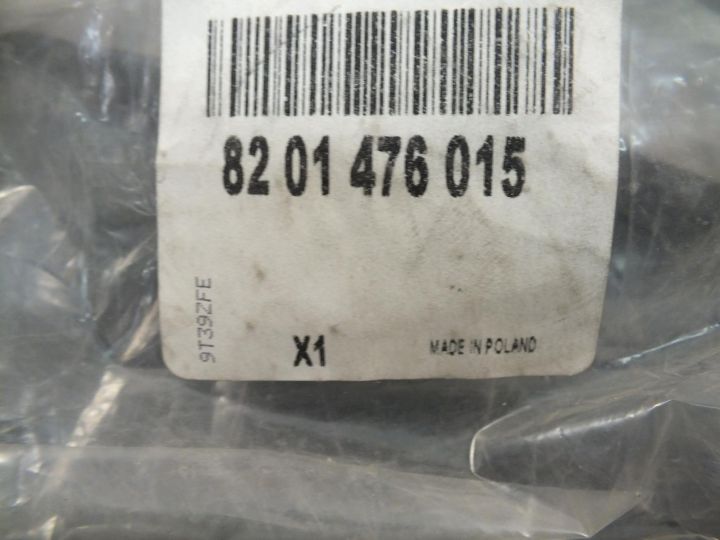 82 01 476 015
9T39ZFE
X1
MADE IN POLAND